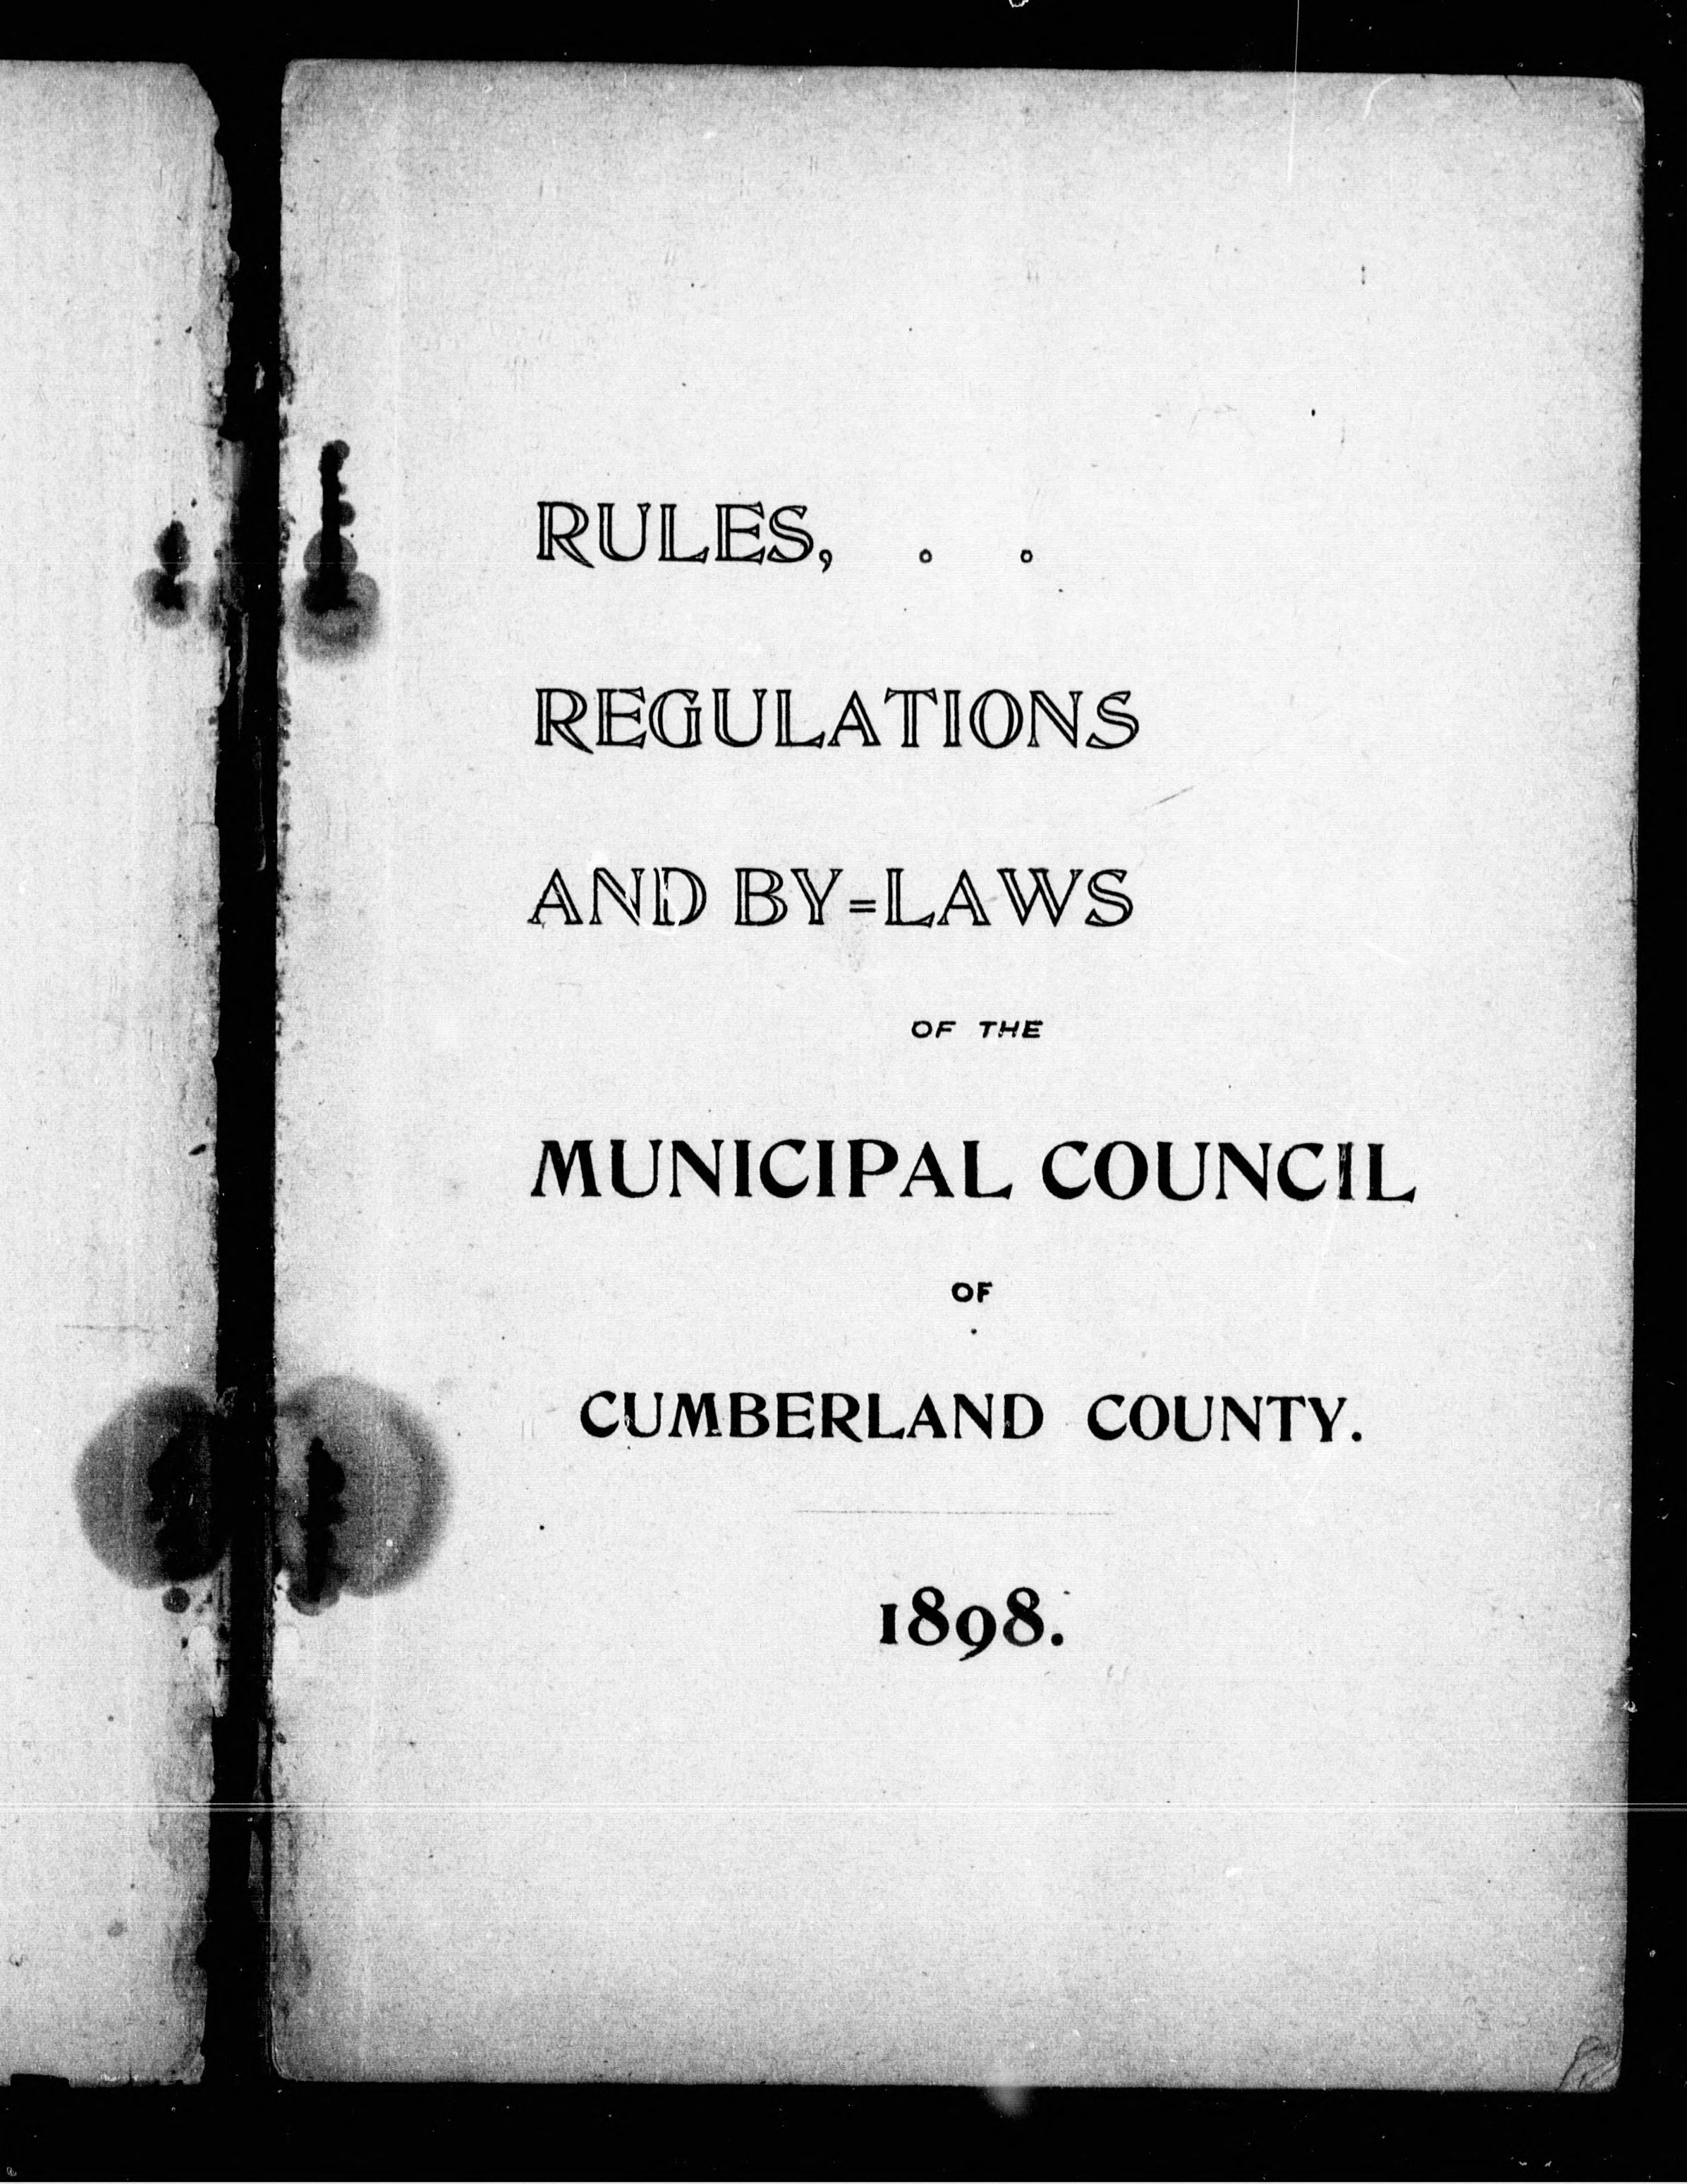 RULES, . .
REGULATIONS
AND BY=LAWS
OF THE
MUNICIPAL COUNCIL
OF
CUMBERLAND COUNTY.
1898.